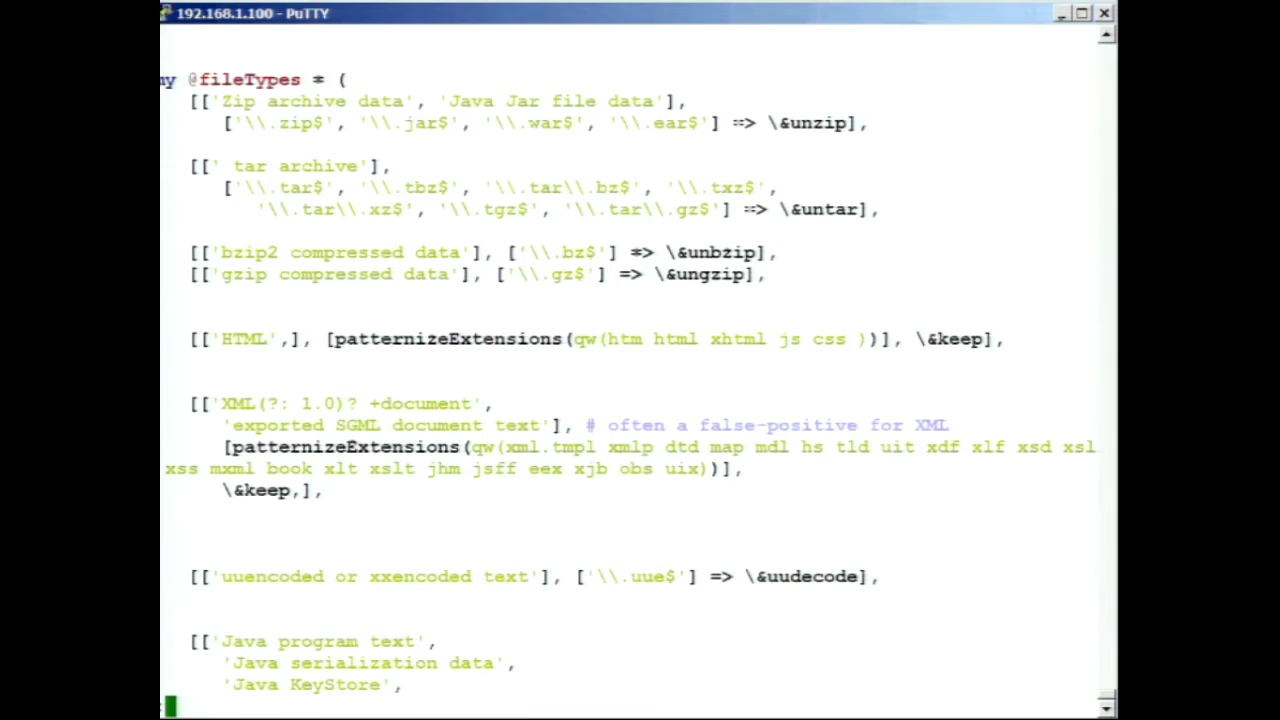 192.168.1.100 - PuTTY
my @fileTypes = (
[['Zip archive data', 'Java Jar file data'],
['\\.zip$', '\\.jar$', '\\.war$', '\\.ear$'] => \&unzip],
[[' tar archive'],
['\\.tar$', '\\.tbz$', '\\.tar\\.bz$', '\\.txz$',
'\\.tar\\.xz$', '\\.tgz$', '\\.tar\\.gz$'] => \&untar],
[['bzip2 compressed data'], ['\\.bz$'] => \&unbzip],
[['gzip compressed data'], ['\\.gz$'] => \&ungzip],
[['HTML',], [patternizeExtensions(qw(htm html xhtml js css ))], \&keep],
[['XML(?: 1.0)? +document',
'exported SGML document text'], # often a false-positive for XML
[patternizeExtensions(qw(xml.tmpl xmlp dtd map mdl hs tld uit xdf xlf xsd xsl
xss mxml book xlt xslt jhm jsff eex xjb obs uix))],
\&keep,],
[['uuencoded or xxencoded text'], ['\\.uue$'] => \&uudecode],
[['Java program text',
'Java serialization data',
'Java KeyStore',
: